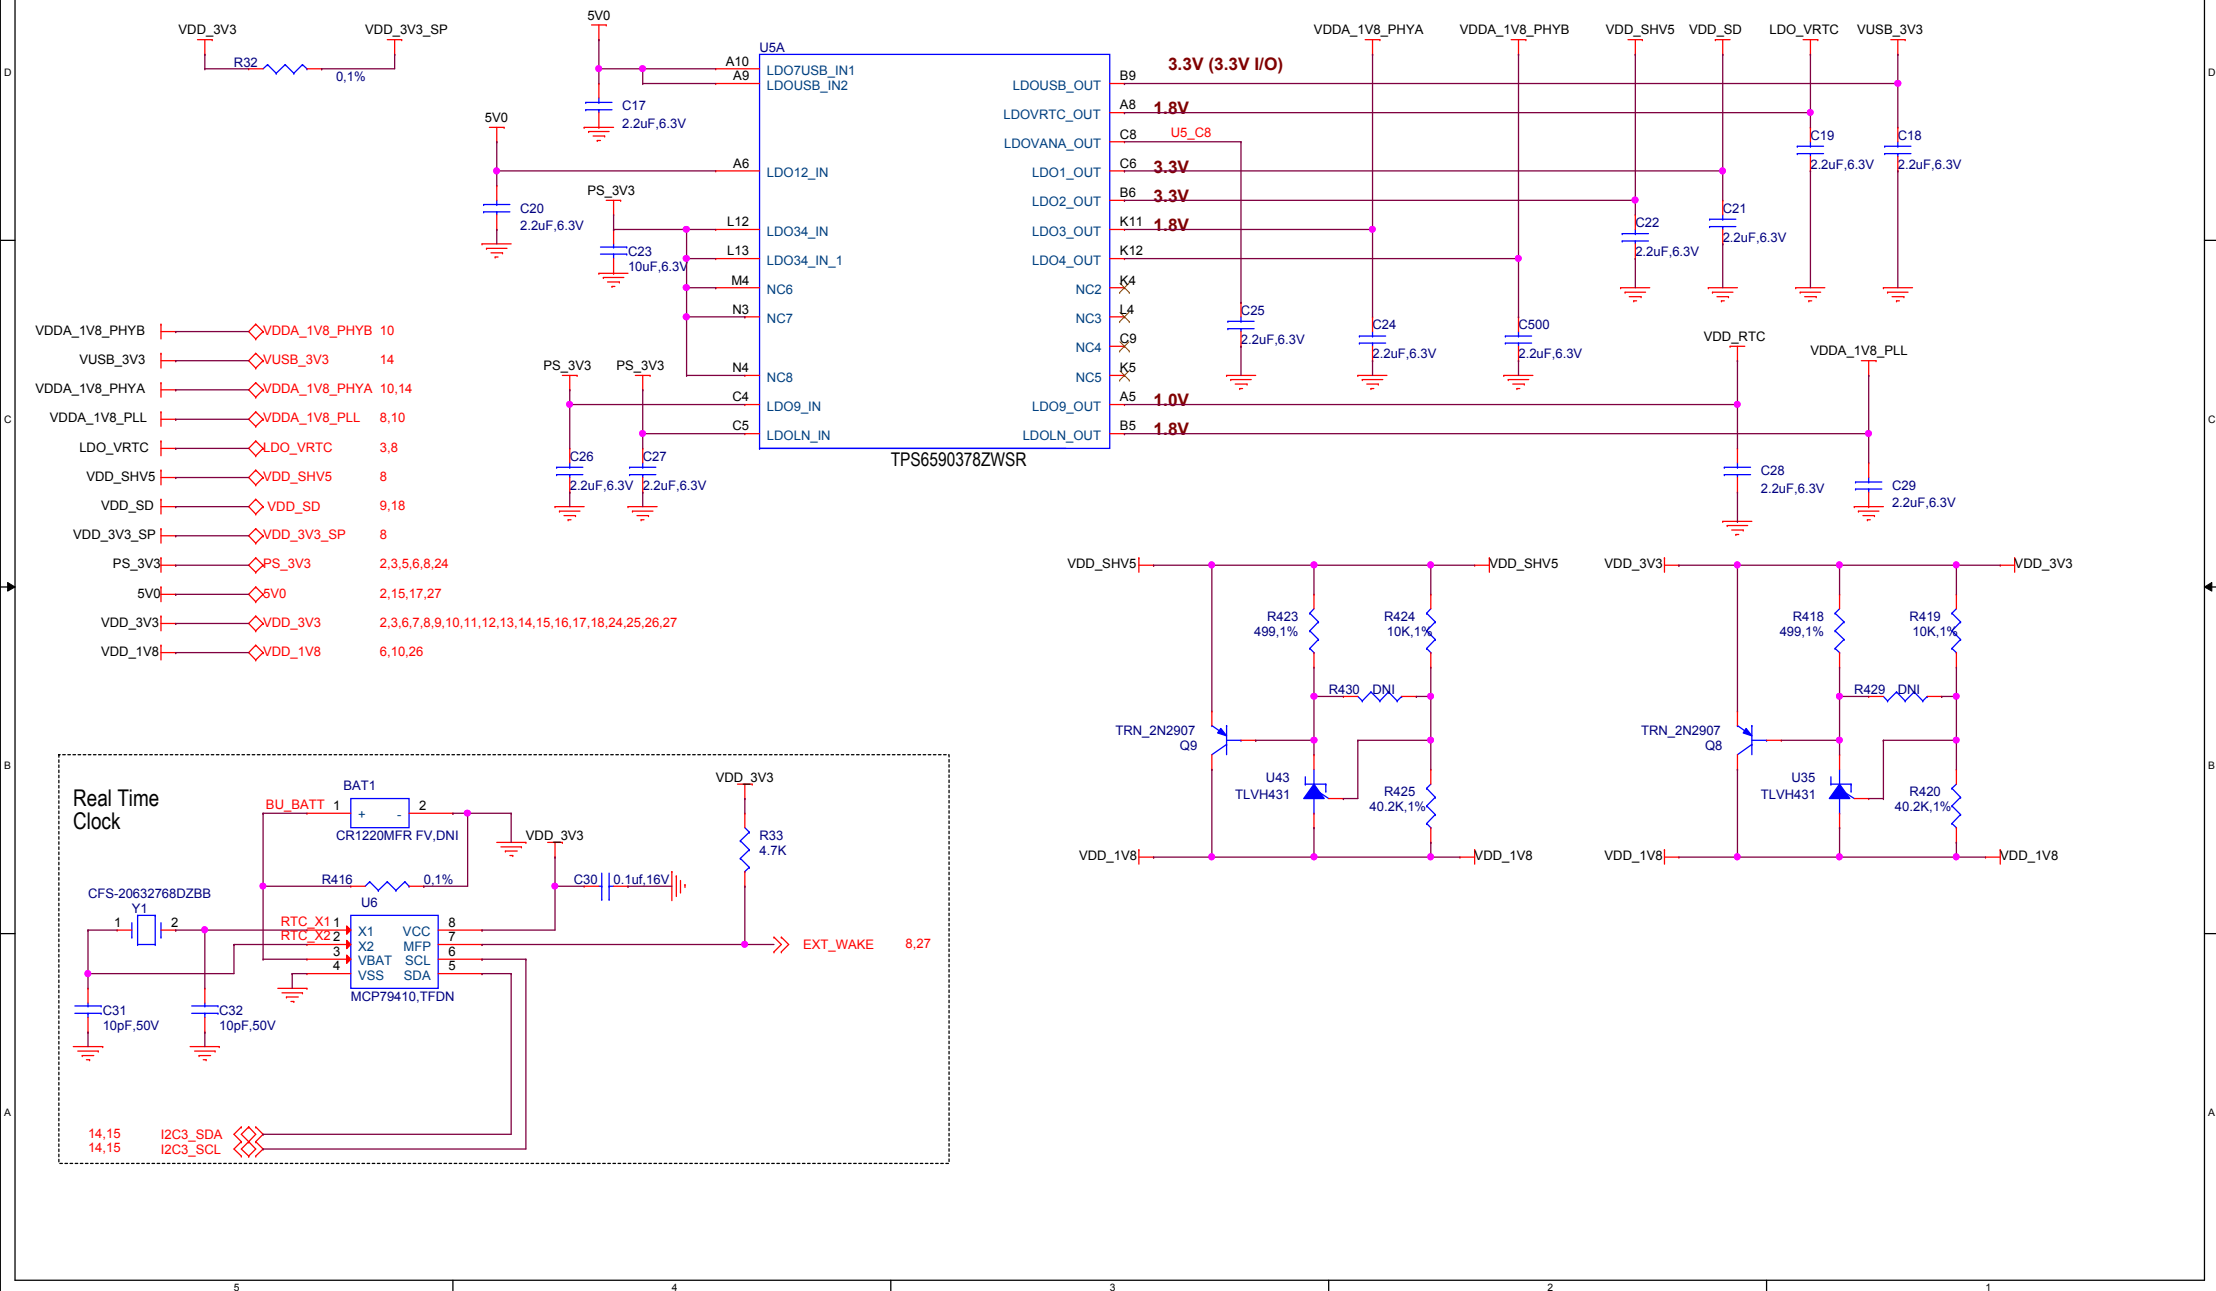 VDD_3V3
VDD_3V3_SP
R32
0,1%
5V0
C17
2.2uF,6.3V
5V0
C20
2.2uF,6.3V
PS_3V3
C23
10uF,6.3V
PS_3V3
PS_3V3
C26
2.2uF,6.3V
C27
2.2uF,6.3V
U5A
A10 LDO7USB_IN1
A9 LDOUSB_IN2
A6 LDO12_IN
L12 LDO34_IN
L13 LDO34_IN_1
M4 NC6
N3 NC7
N4 NC8
C4 LDO9_IN
C5 LDOLN_IN
LDOUSB_OUT B9 3.3V (3.3V I/O)
LDOVRTC_OUT A8 1.8V
LDOVANA_OUT C8 U5_C8
LDO1_OUT C6 3.3V
LDO2_OUT B6 3.3V
LDO3_OUT K11 1.8V
LDO4_OUT K12
NC2 K4
NC3 L4
NC4 C9
NC5 K5
LDO9_OUT A5 1.0V
LDOLN_OUT B5 1.8V
TPS6590378ZWSR
VDDA_1V8_PHYA
VDDA_1V8_PHYB
VDD_SHV5
VDD_SD
LDO_VRTC
VUSB_3V3
C19
2.2uF,6.3V
C18
2.2uF,6.3V
C22
2.2uF,6.3V
C21
2.2uF,6.3V
C25
2.2uF,6.3V
C24
2.2uF,6.3V
C500
2.2uF,6.3V
VDD_RTC
VDDA_1V8_PLL
C28
2.2uF,6.3V
C29
2.2uF,6.3V
VDDA_1V8_PHYB VDDA_1V8_PHYB 10
VUSB_3V3 VUSB_3V3 14
VDDA_1V8_PHYA VDDA_1V8_PHYA 10,14
VDDA_1V8_PLL VDDA_1V8_PLL 8,10
LDO_VRTC LDO_VRTC 3,8
VDD_SHV5 VDD_SHV5 8
VDD_SD VDD_SD 9,18
VDD_3V3_SP VDD_3V3_SP 8
PS_3V3 PS_3V3 2,3,5,6,8,24
5V0 5V0 2,15,17,27
VDD_3V3 VDD_3V3 2,3,6,7,8,9,10,11,12,13,14,15,16,17,18,24,25,26,27
VDD_1V8 VDD_1V8 6,10,26
VDD_SHV5
VDD_SHV5
R423
499,1%
R424
10K,1%
R430 DNI
TRN_2N2907
Q9
U43
TLVH431
R425
40.2K,1%
VDD_1V8
VDD_1V8
VDD_3V3
VDD_3V3
R418
499,1%
R419
10K,1%
R429 DNI
TRN_2N2907
Q8
U35
TLVH431
R420
40.2K,1%
VDD_1V8
VDD_1V8
Real Time
Clock
BAT1
BU_BATT 1 + - 2
CR1220MFR FV,DNI
VDD_3V3
VDD_3V3
R33
4.7K
R416 0,1%
C30 0.1uf,16V
CFS-20632768DZBB
Y1
1 2
U6
RTC_X1 1 X1 VCC 8
RTC_X2 2 X2 MFP 7
3 VBAT SCL 6
4 VSS SDA 5
MCP79410,TFDN
EXT_WAKE 8,27
C31
10pF,50V
C32
10pF,50V
14,15 I2C3_SDA
14,15 I2C3_SCL
D
D
C
C
B
B
A
A
5 4 3 2 1